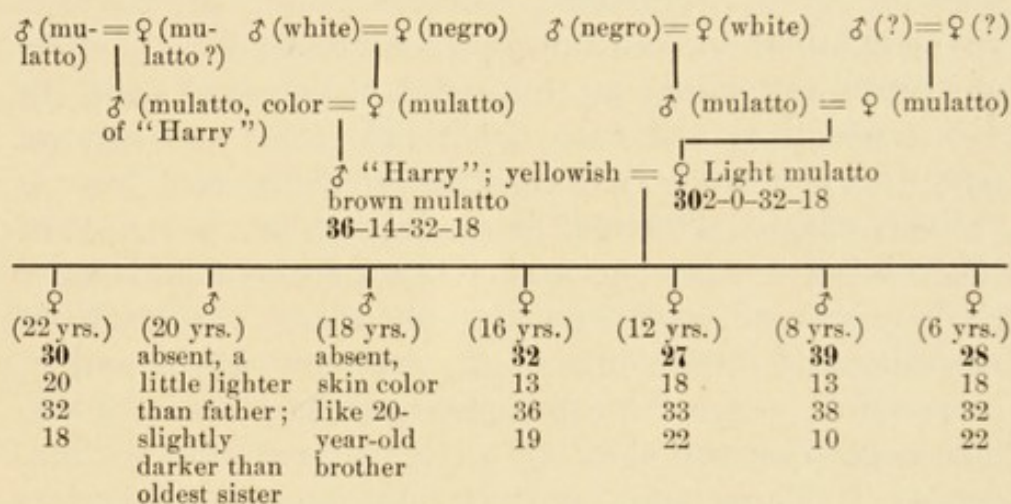 ♂ (mu-=♀ (mu- ♂ (white)=♀ (negro) ♂ (negro)=♀ (white) ♂ (?)=♀ (?)
latto) latto?)
♂ (mulatto, color = ♀ (mulatto) ♂ (mulatto) = ♀ (mulatto)
of "Harry")
♂ "Harry"; yellowish = ♀ Light mulatto
brown mulatto 302–0–32–18
36–14–32–18
♀ ♂ ♂ ♀ ♀ ♂ ♀
(22 yrs.) (20 yrs.) (18 yrs.) (16 yrs.) (12 yrs.) (8 yrs.) (6 yrs.)
30 absent, a absent, 32 27 39 28
20 little lighter skin color 13 18 13 18
32 than father; like 20- 36 33 38 32
18 slightly year-old 19 22 10 22
darker than brother
oldest sister